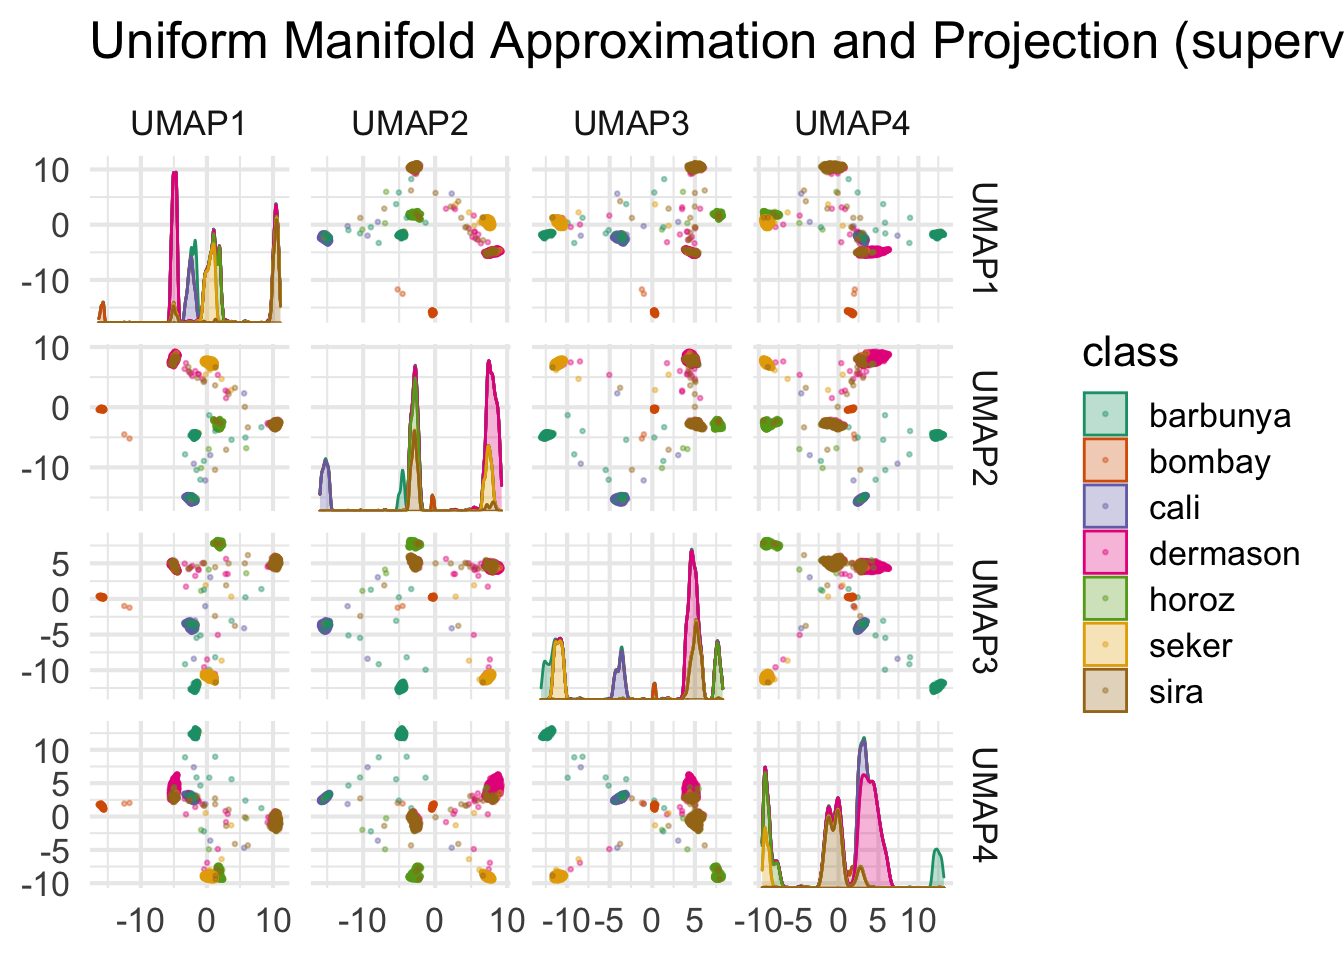 Uniform Manifold Approximation and Projection (superv
UMAP1 UMAP2 UMAP3 UMAP4
10
0
-10
UMAP1
10
0
-10
UMAP2
5
0
-5
-10
UMAP3
10
5
0
-5
-10
UMAP4
-10 0 -10 0 10 -10 -5 0 5 -10 -5 0 5 10
class
barbunya
bombay
cali
dermason
horoz
seker
sira